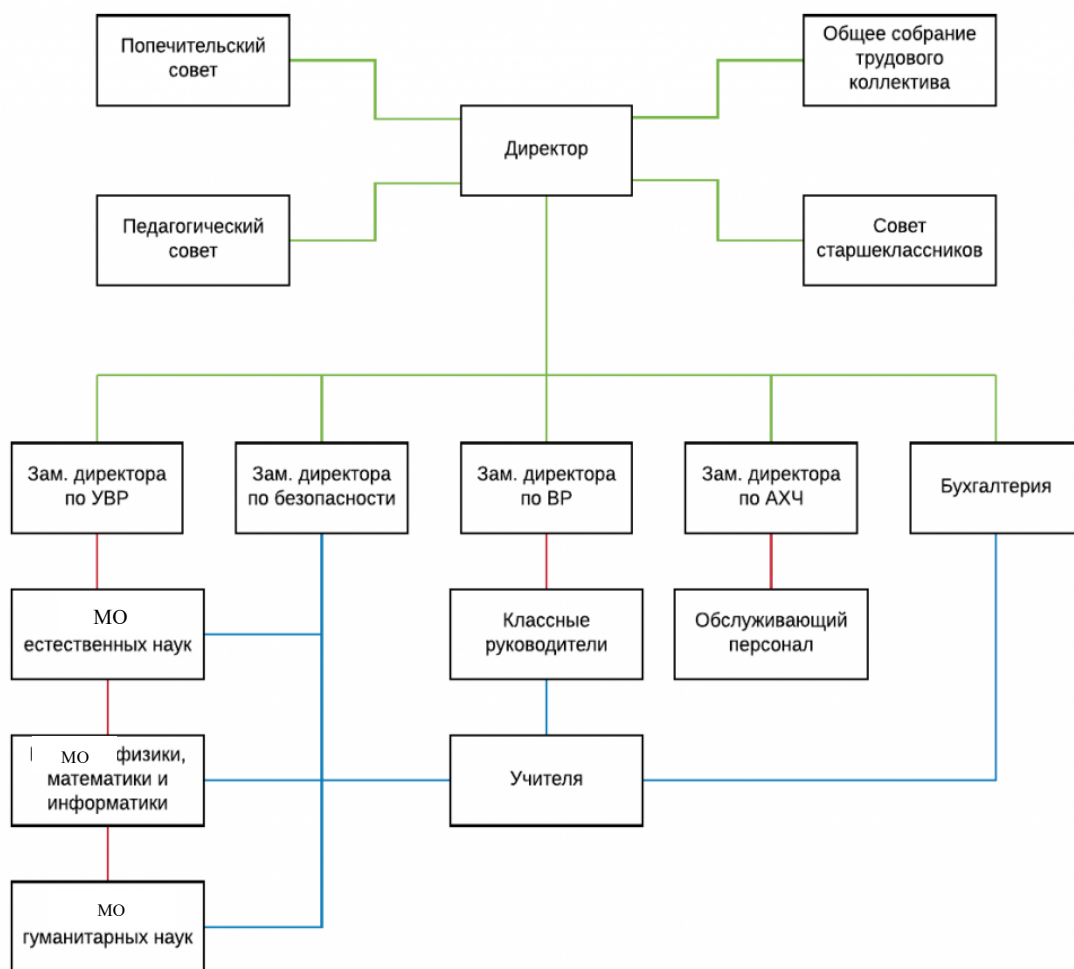 Попечительский
совет
Общее собрание
трудового
коллектива
Директор
Педагогический
совет
Совет
старшеклассников
Зам. директора
по УВР
Зам. директора
по безопасности
Зам. директора
по ВР
Зам. директора
по АХЧ
Бухгалтерия
МО
естественных наук
Классные
руководители
Обслуживающий
персонал
МО физики,
математики и
информатики
Учителя
МО
гуманитарных наук